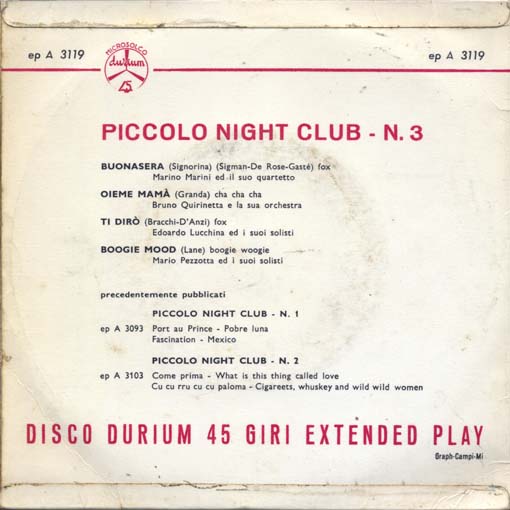 ep A 3119
MICROSOLCO
durium
45
ep A 3119
PICCOLO NIGHT CLUB - N. 3
BUONASERA (Signorina) (Sigman-De Rose-Gasté) fox
Marino Marini ed il suo quartetto
OIEME MAMÀ (Granda) cha cha cha
Bruno Quirinetta e la sua orchestra
TI DIRÒ (Bracchi-D'Anzi) fox
Edoardo Lucchina ed i suoi solisti
BOOGIE MOOD (Lane) boogie woogie
Mario Pezzotta ed i suoi solisti
precedentemente pubblicati
PICCOLO NIGHT CLUB - N. 1
ep A 3093 Port au Prince - Pobre luna
Fascination - Mexico
PICCOLO NIGHT CLUB - N. 2
ep A 3103 Come prima - What is this thing called love
Cu cu rru cu cu paloma - Cigareets, whuskey and wild wild women
DISCO DURIUM 45 GIRI EXTENDED PLAY
Graph-Campi-Mi